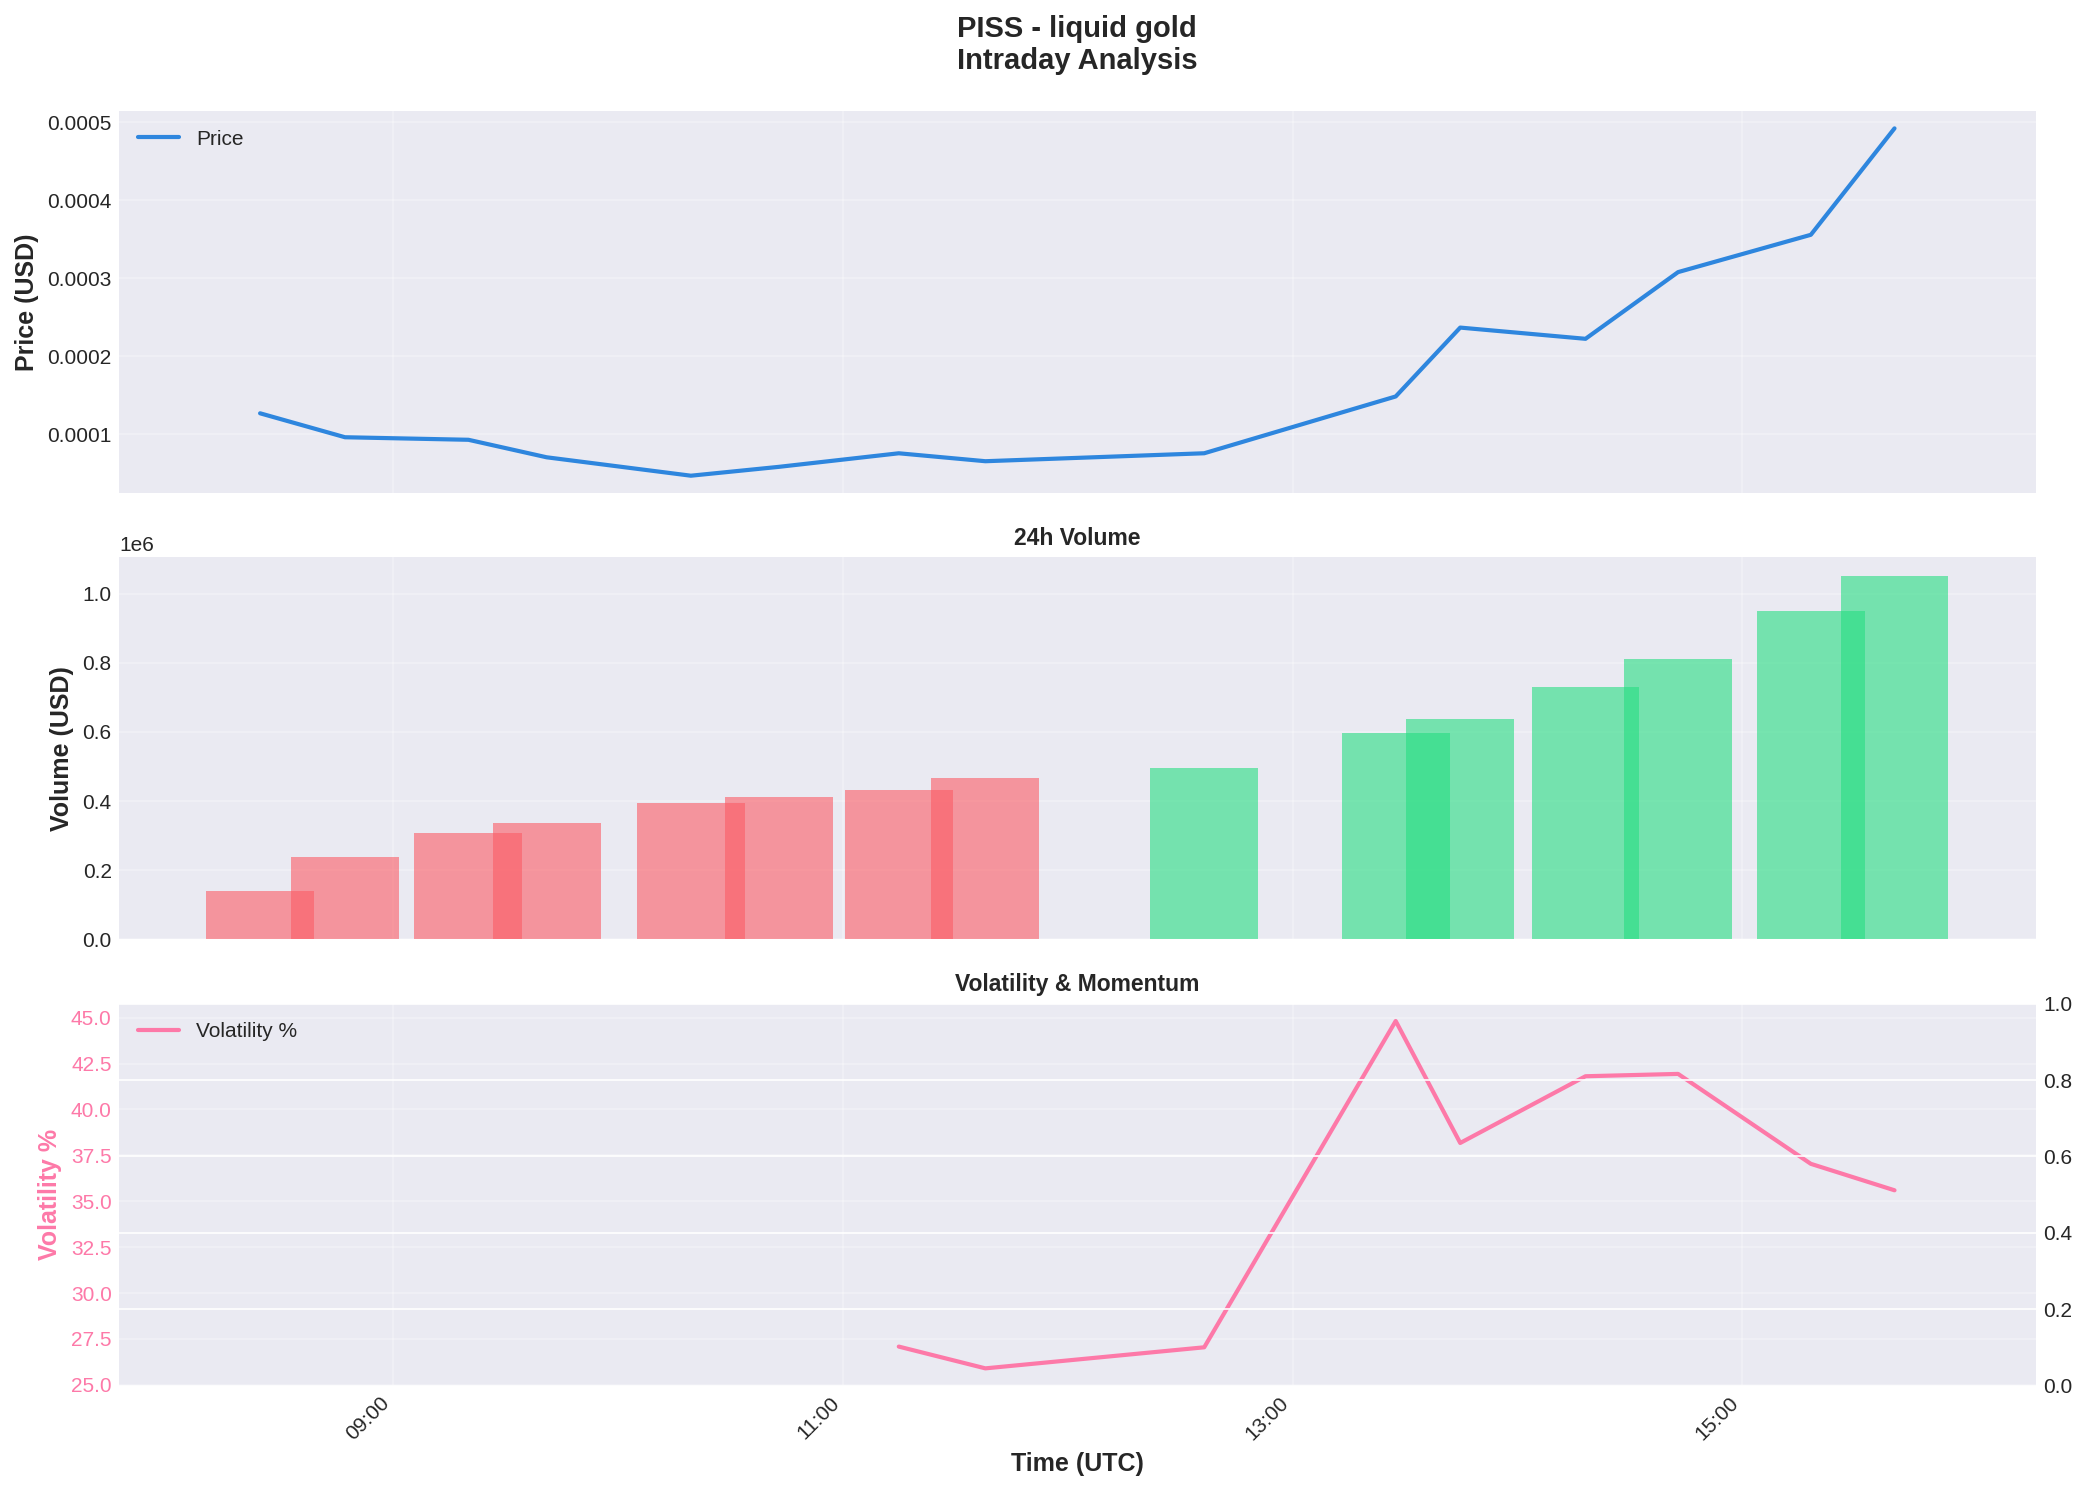 PISS - liquid gold
Intraday Analysis
Price
0.0005
0.0004
0.0003
0.0002
0.0001
Price (USD)
24h Volume
1e6
1.0
0.8
0.6
0.4
0.2
0.0
Volume (USD)
Volatility & Momentum
Volatility %
45.0
42.5
40.0
37.5
35.0
32.5
30.0
27.5
25.0
Volatility %
1.0
0.8
0.6
0.4
0.2
0.0
09:00
11:00
13:00
15:00
Time (UTC)